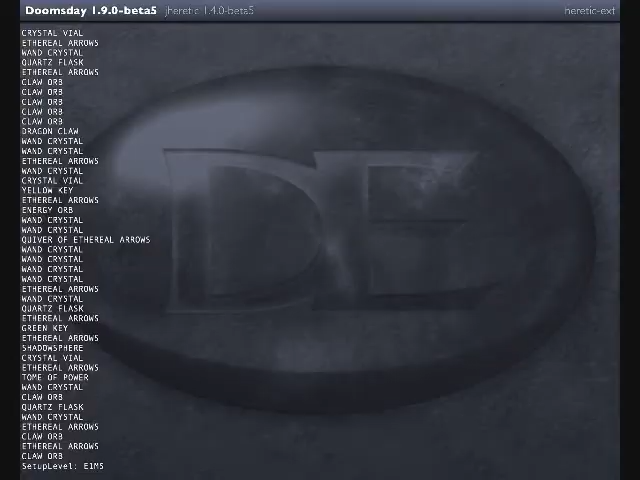 Doomsday 1.9.0-beta5 jheretic 1.4.0-beta5 heretic-ext
CRYSTAL VIAL
ETHEREAL ARROWS
WAND CRYSTAL
QUARTZ FLASK
ETHEREAL ARROWS
CLAW ORB
CLAW ORB
CLAW ORB
CLAW ORB
CLAW ORB
DRAGON CLAW
WAND CRYSTAL
WAND CRYSTAL
ETHEREAL ARROWS
WAND CRYSTAL
CRYSTAL VIAL
YELLOW KEY
ETHEREAL ARROWS
ENERGY ORB
WAND CRYSTAL
WAND CRYSTAL
QUIVER OF ETHEREAL ARROWS
WAND CRYSTAL
WAND CRYSTAL
WAND CRYSTAL
WAND CRYSTAL
ETHEREAL ARROWS
WAND CRYSTAL
QUARTZ FLASK
ETHEREAL ARROWS
GREEN KEY
ETHEREAL ARROWS
SHADOWSPHERE
CRYSTAL VIAL
ETHEREAL ARROWS
TOME OF POWER
WAND CRYSTAL
CLAW ORB
QUARTZ FLASK
WAND CRYSTAL
ETHEREAL ARROWS
CLAW ORB
ETHEREAL ARROWS
CLAW ORB
SetupLevel: E1M5
DE